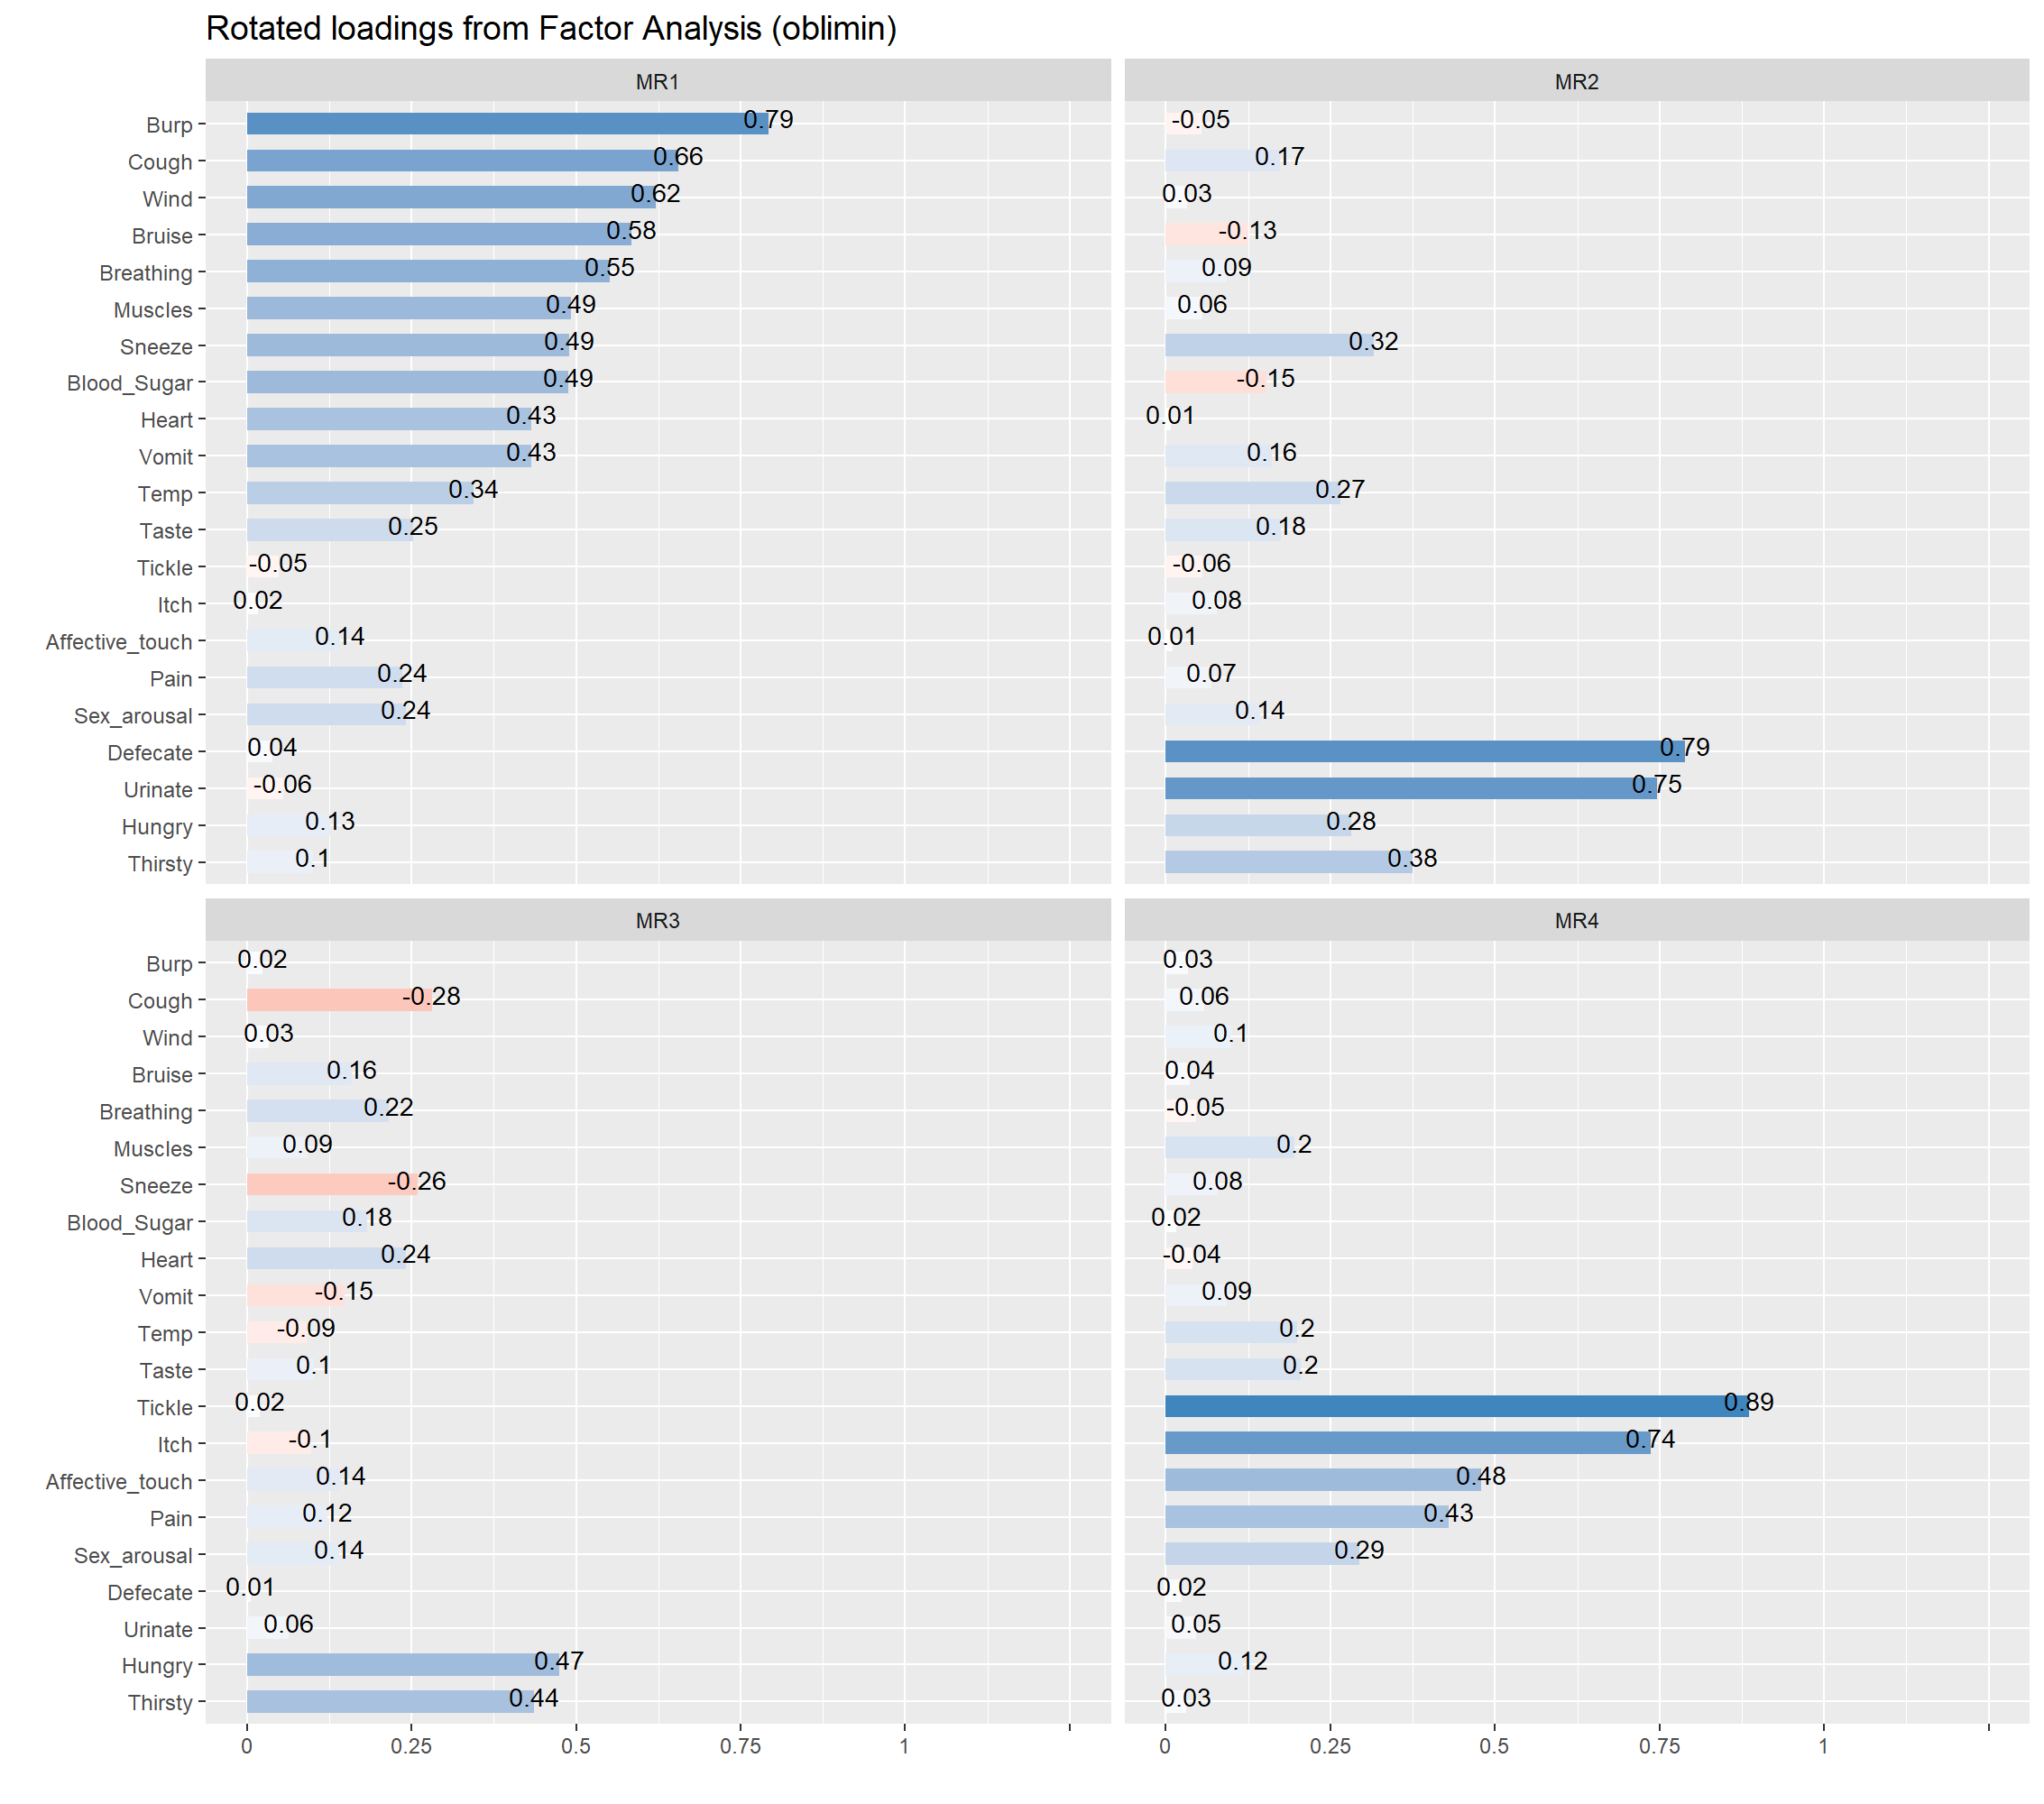 Rotated loadings from Factor Analysis (oblimin)
MR1 MR2
Burp 0.79 -0.05
Cough 0.66 0.17
Wind 0.62 0.03
Bruise 0.58 -0.13
Breathing 0.55 0.09
Muscles 0.49 0.06
Sneeze 0.49 0.32
Blood_Sugar 0.49 -0.15
Heart 0.43 0.01
Vomit 0.43 0.16
Temp 0.34 0.27
Taste 0.25 0.18
Tickle -0.05 -0.06
Itch 0.02 0.08
Affective_touch 0.14 0.01
Pain 0.24 0.07
Sex_arousal 0.24 0.14
Defecate 0.04 0.79
Urinate -0.06 0.75
Hungry 0.13 0.28
Thirsty 0.1 0.38
MR3 MR4
Burp 0.02 0.03
Cough -0.28 0.06
Wind 0.03 0.1
Bruise 0.16 0.04
Breathing 0.22 -0.05
Muscles 0.09 0.2
Sneeze -0.26 0.08
Blood_Sugar 0.18 0.02
Heart 0.24 -0.04
Vomit -0.15 0.09
Temp -0.09 0.2
Taste 0.1 0.2
Tickle 0.02 0.89
Itch -0.1 0.74
Affective_touch 0.14 0.48
Pain 0.12 0.43
Sex_arousal 0.14 0.29
Defecate 0.01 0.02
Urinate 0.06 0.05
Hungry 0.47 0.12
Thirsty 0.44 0.03
0 0.25 0.5 0.75 1 0 0.25 0.5 0.75 1